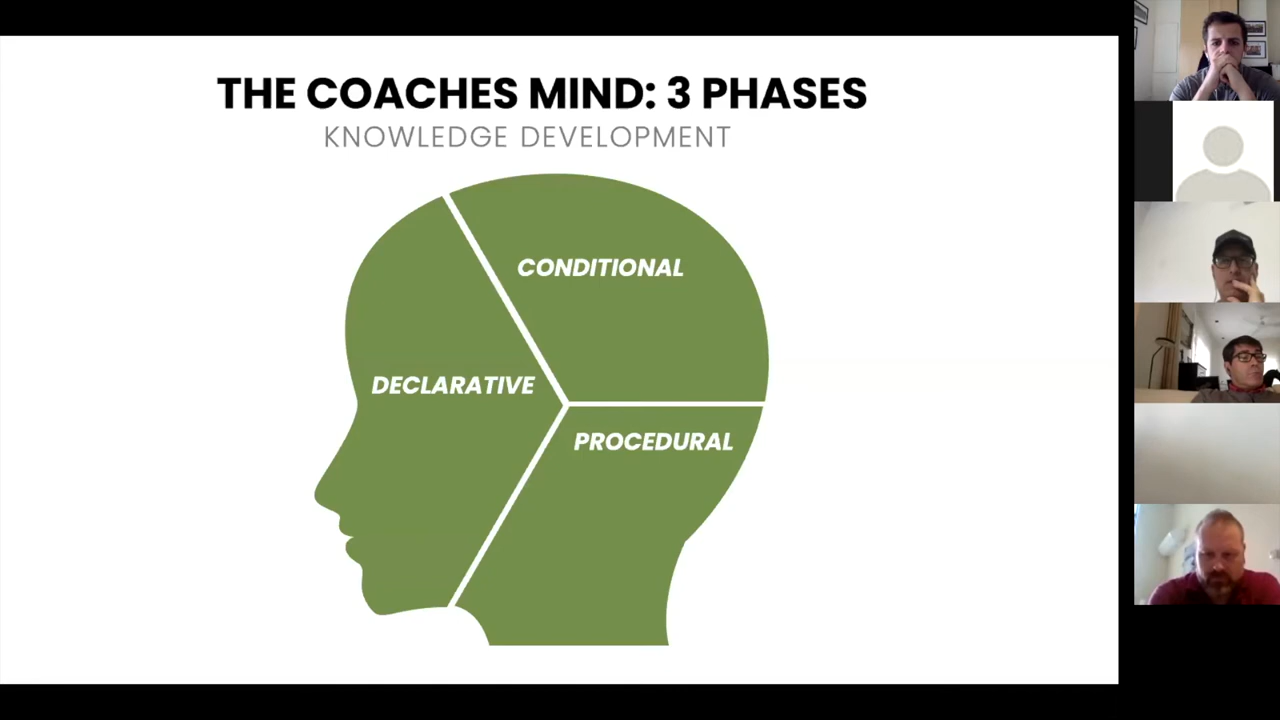 THE COACHES MIND: 3 PHASES
KNOWLEDGE DEVELOPMENT
CONDITIONAL
DECLARATIVE
PROCEDURAL